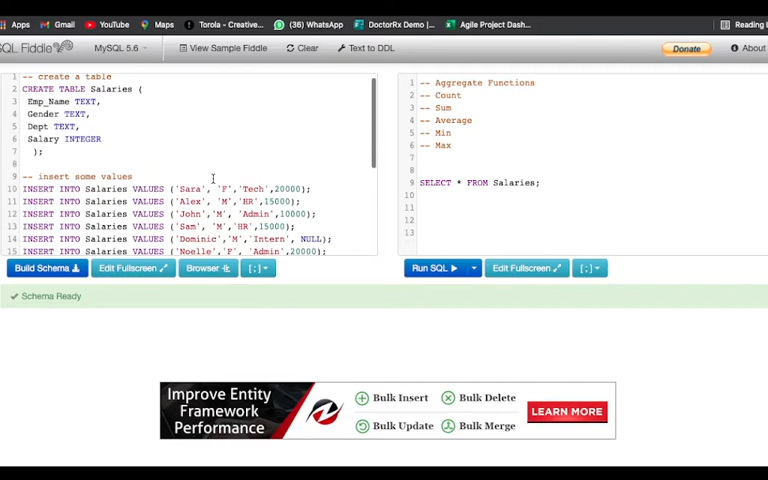 Apps Gmail YouTube Maps Torola - Creative... (36) WhatsApp DoctorRx Demo |... Agile Project Dash... Reading
SQL Fiddle MySQL 5.6 View Sample Fiddle Clear Text to DDL Donate About
1 -- create a table
2 CREATE TABLE Salaries (
3 Emp_Name TEXT,
4 Gender TEXT,
5 Dept TEXT,
6 Salary INTEGER
7 );
8
9 -- insert some values
10 INSERT INTO Salaries VALUES ('Sara', 'F','Tech',20000);
11 INSERT INTO Salaries VALUES ('Alex', 'M','HR',15000);
12 INSERT INTO Salaries VALUES ('John','M', 'Admin',10000);
13 INSERT INTO Salaries VALUES ('Sam', 'M','HR',15000);
14 INSERT INTO Salaries VALUES ('Dominic','M','Intern', NULL);
15 INSERT INTO Salaries VALUES ('Noelle','F', 'Admin',20000);
1 -- Aggregate Functions
2 -- Count
3 -- Sum
4 -- Average
5 -- Min
6 -- Max
7
8
9 SELECT * FROM Salaries;
10
11
12
13
Build Schema Edit Fullscreen Browser [ ; ]
Run SQL Edit Fullscreen [ ; ]
Schema Ready
Improve Entity
Framework
Performance
Bulk Insert Bulk Delete
Bulk Update Bulk Merge
LEARN MORE